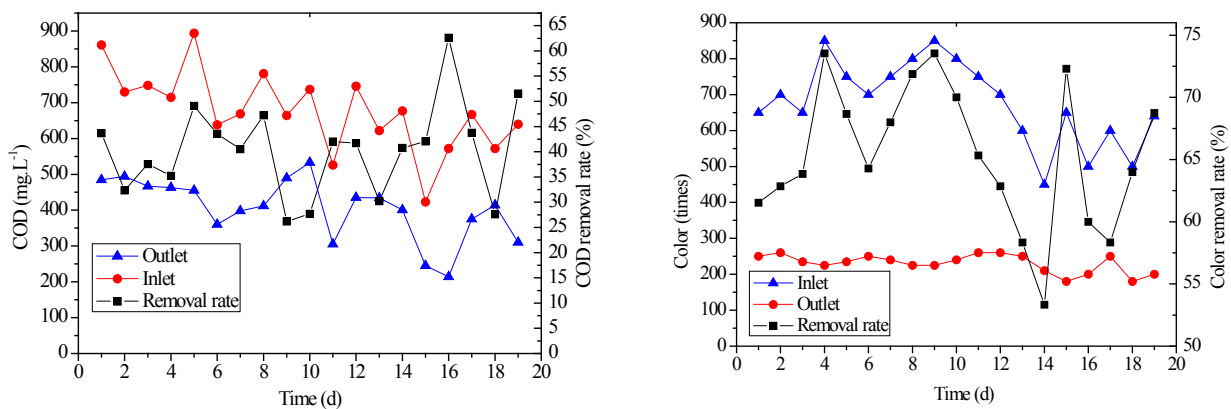 900
800
700
600
500
400
300
200
100
0
COD (mg.L⁻¹)
65
60
55
50
45
40
35
30
25
20
15
10
5
0
COD removal rate (%)
Outlet
Inlet
Removal rate
0 2 4 6 8 10 12 14 16 18 20
Time (d)
900
800
700
600
500
400
300
200
100
0
Color (times)
75
70
65
60
55
50
Color removal rate (%)
Inlet
Outlet
Removal rate
0 2 4 6 8 10 12 14 16 18 20
Time (d)